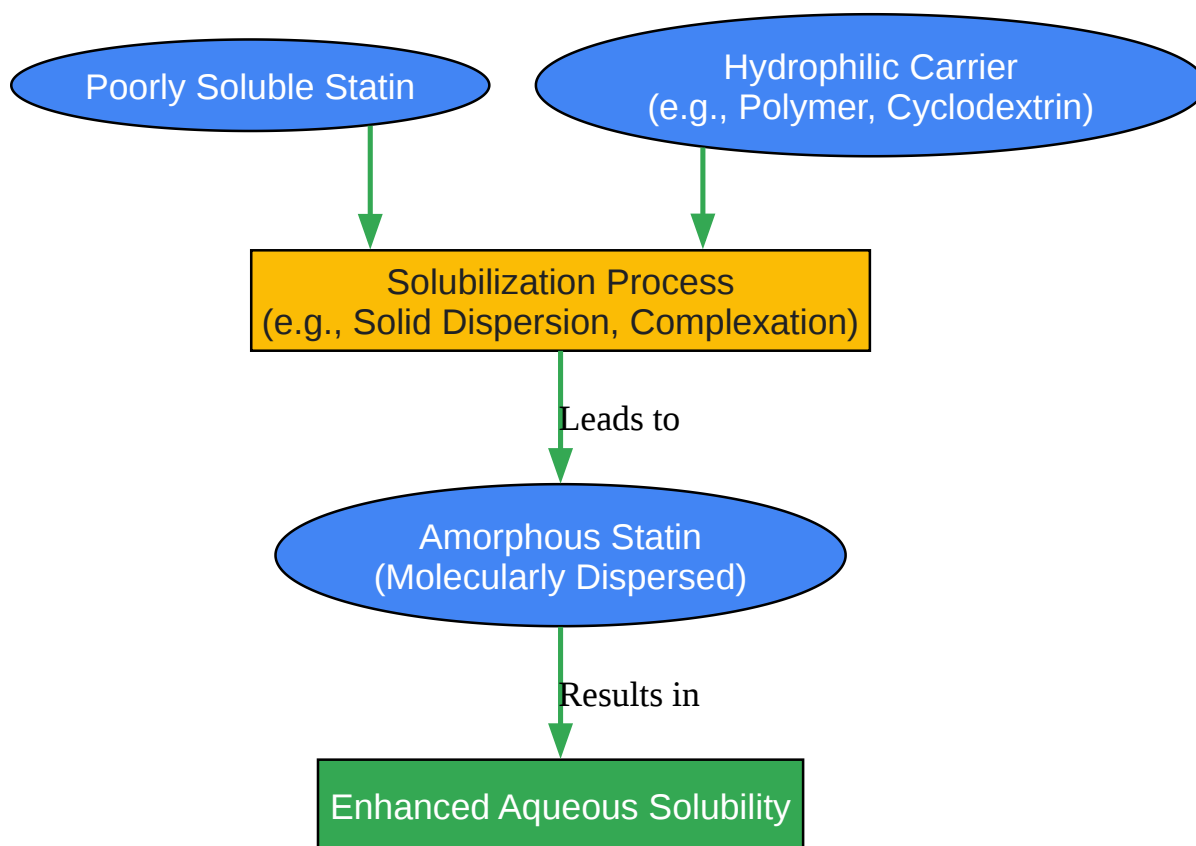 Poorly Soluble Statin
Hydrophilic Carrier
(e.g., Polymer, Cyclodextrin)
Solubilization Process
(e.g., Solid Dispersion, Complexation)
Leads to
Amorphous Statin
(Molecularly Dispersed)
Results in
Enhanced Aqueous Solubility